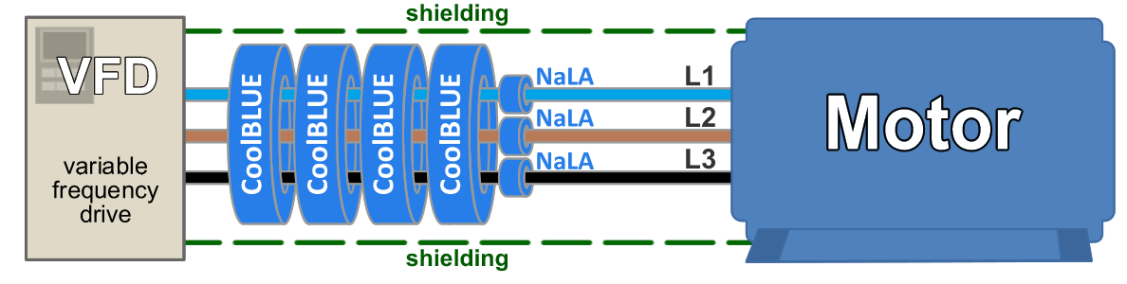 shielding
VFD
variable
frequency
drive
CoolBLUE
CoolBLUE
CoolBLUE
CoolBLUE
NaLA
L1
NaLA
L2
NaLA
L3
Motor
shielding